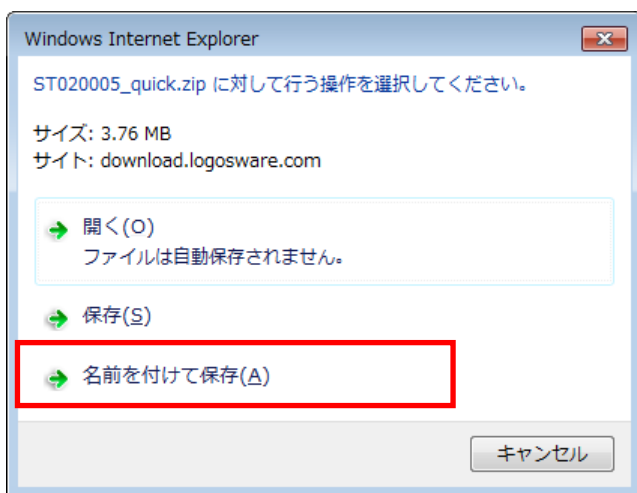 Windows Internet Explorer
ST020005_quick.zip に対して行う操作を選択してください。
サイズ: 3.76 MB
サイト: download.logosware.com
開く(O)
ファイルは自動保存されません。
保存(S)
名前を付けて保存(A)
キャンセル